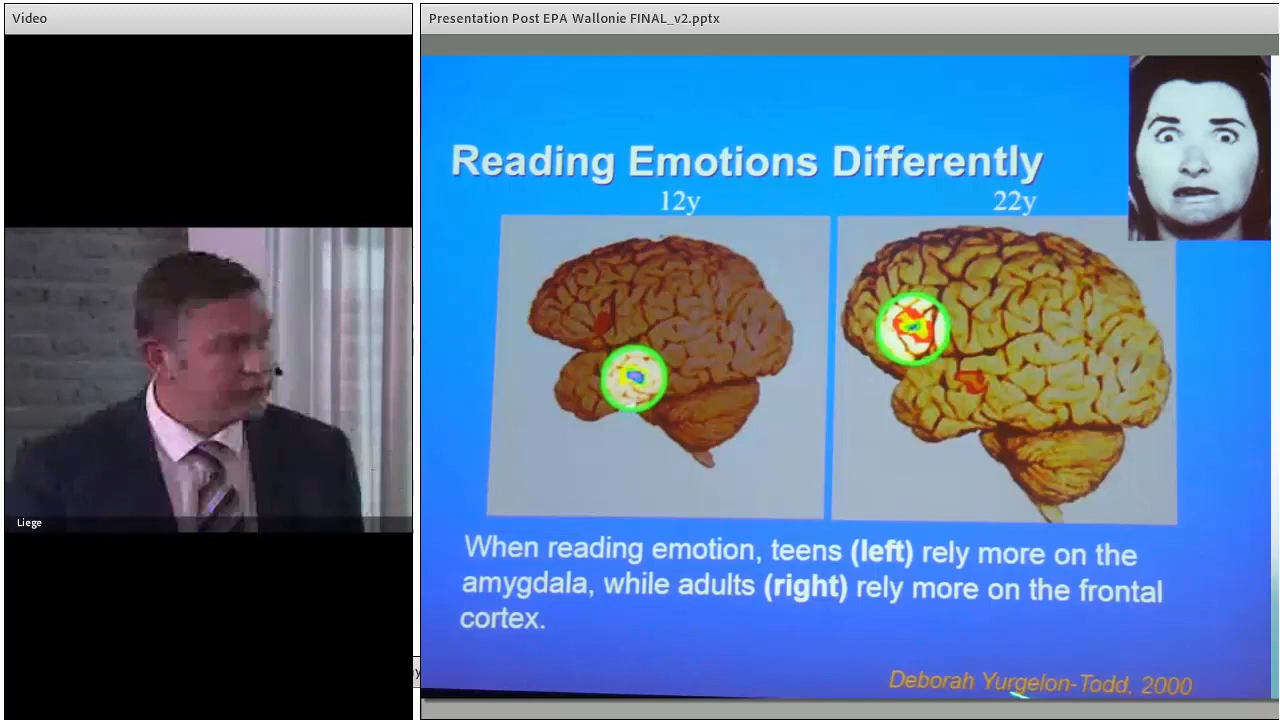 Video
Presentation Post EPA Wallonie FINAL_v2.pptx
Reading Emotions Differently
12y
22y
When reading emotion, teens (left) rely more on the
amygdala, while adults (right) rely more on the frontal
cortex.
Deborah Yurgelon-Todd, 2000
Liege